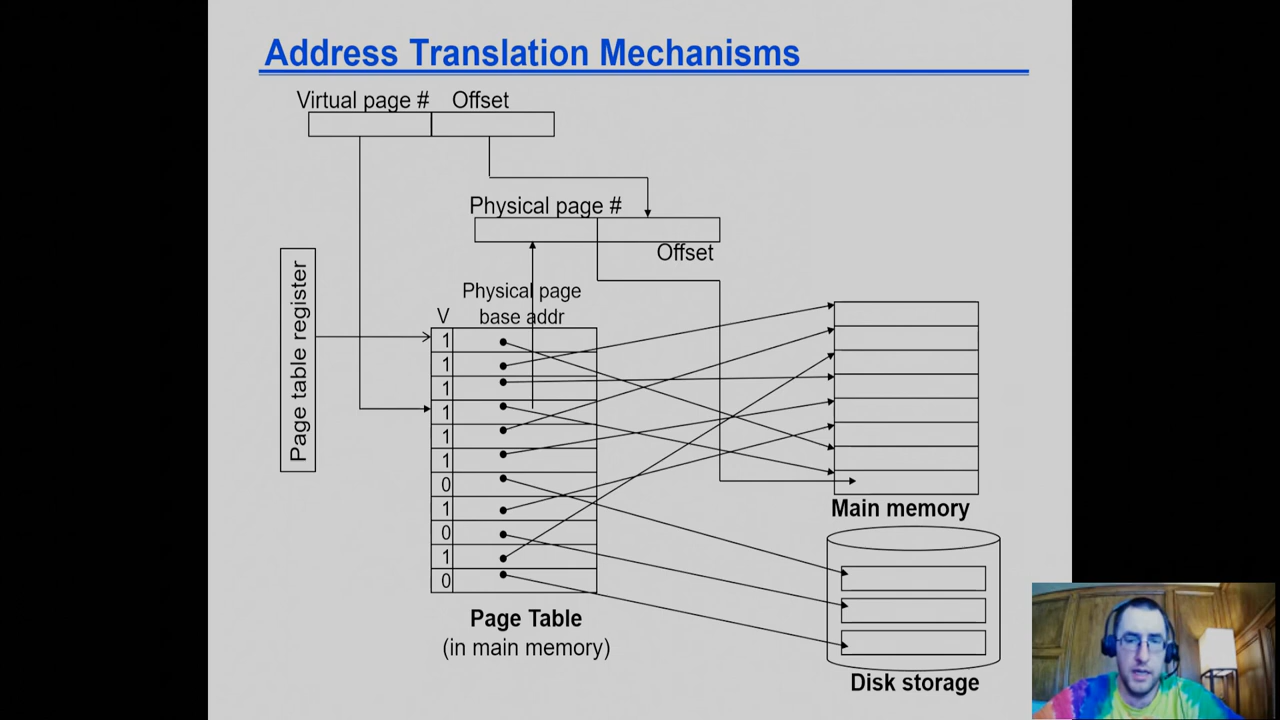 Address Translation Mechanisms
Virtual page # Offset
Physical page #
Offset
Page table register
Physical page
V base addr
1
1
1
1
1
1
0
1
0
1
0
Page Table
(in main memory)
Main memory
Disk storage